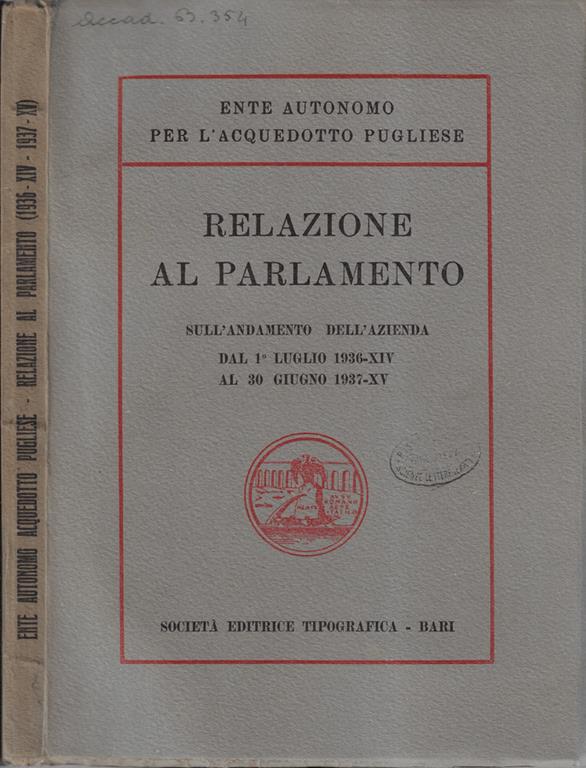 Accad. 63.354
ENTE AUTONOMO ACQUEDOTTO PUGLIESE - RELAZIONE AL PARLAMENTO (1936-XIV - 1937-XV)
ENTE AUTONOMO
PER L'ACQUEDOTTO PUGLIESE
RELAZIONE
AL PARLAMENTO
SULL'ANDAMENTO DELL'AZIENDA
DAL 1º LUGLIO 1936-XIV
AL 30 GIUGNO 1937-XV
SOCIETÀ EDITRICE TIPOGRAFICA - BARI